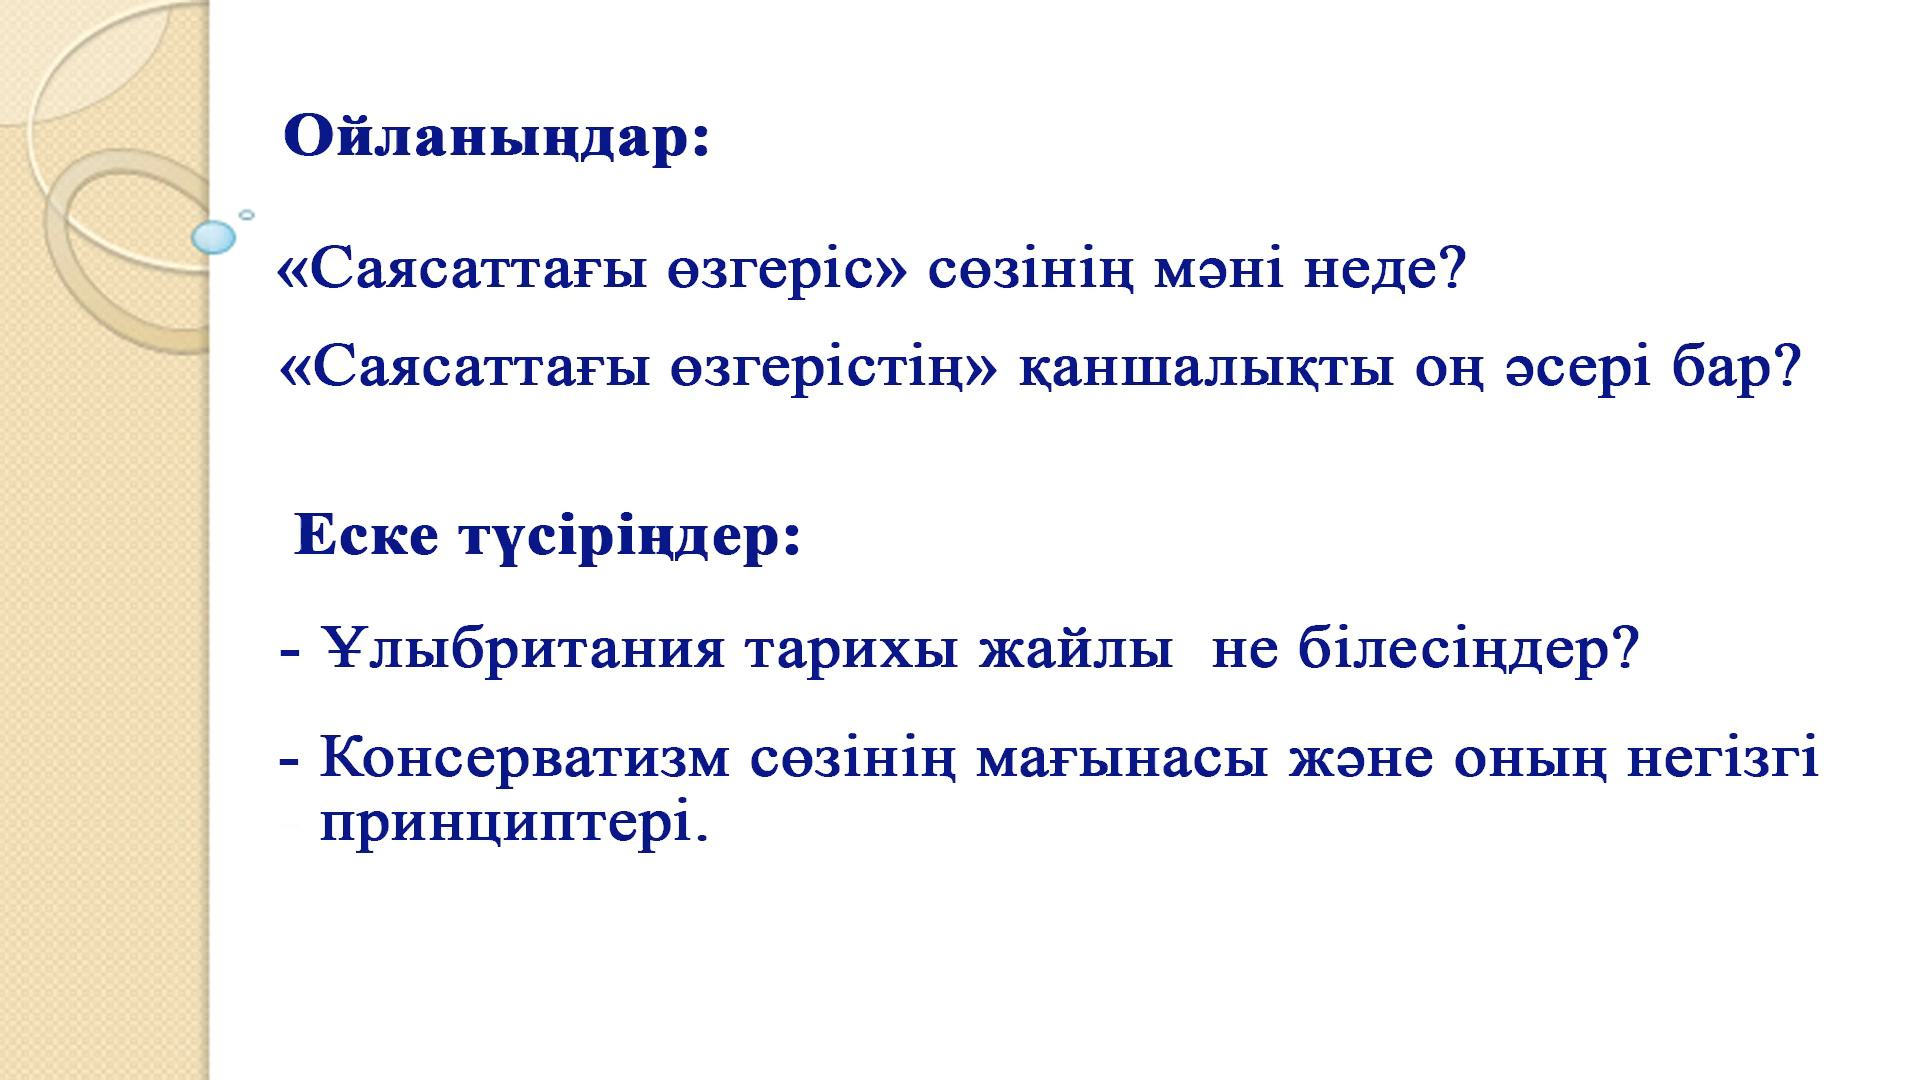 Ойланыңдар:
«Саясаттағы өзгеріс» сөзінің мәні неде?
«Саясаттағы өзгерістің» қаншалықты оң әсері бар?
Еске түсіріңдер:
- Ұлыбритания тарихы жайлы не білесіңдер?
- Консерватизм сөзінің мағынасы және оның негізгі
принциптері.